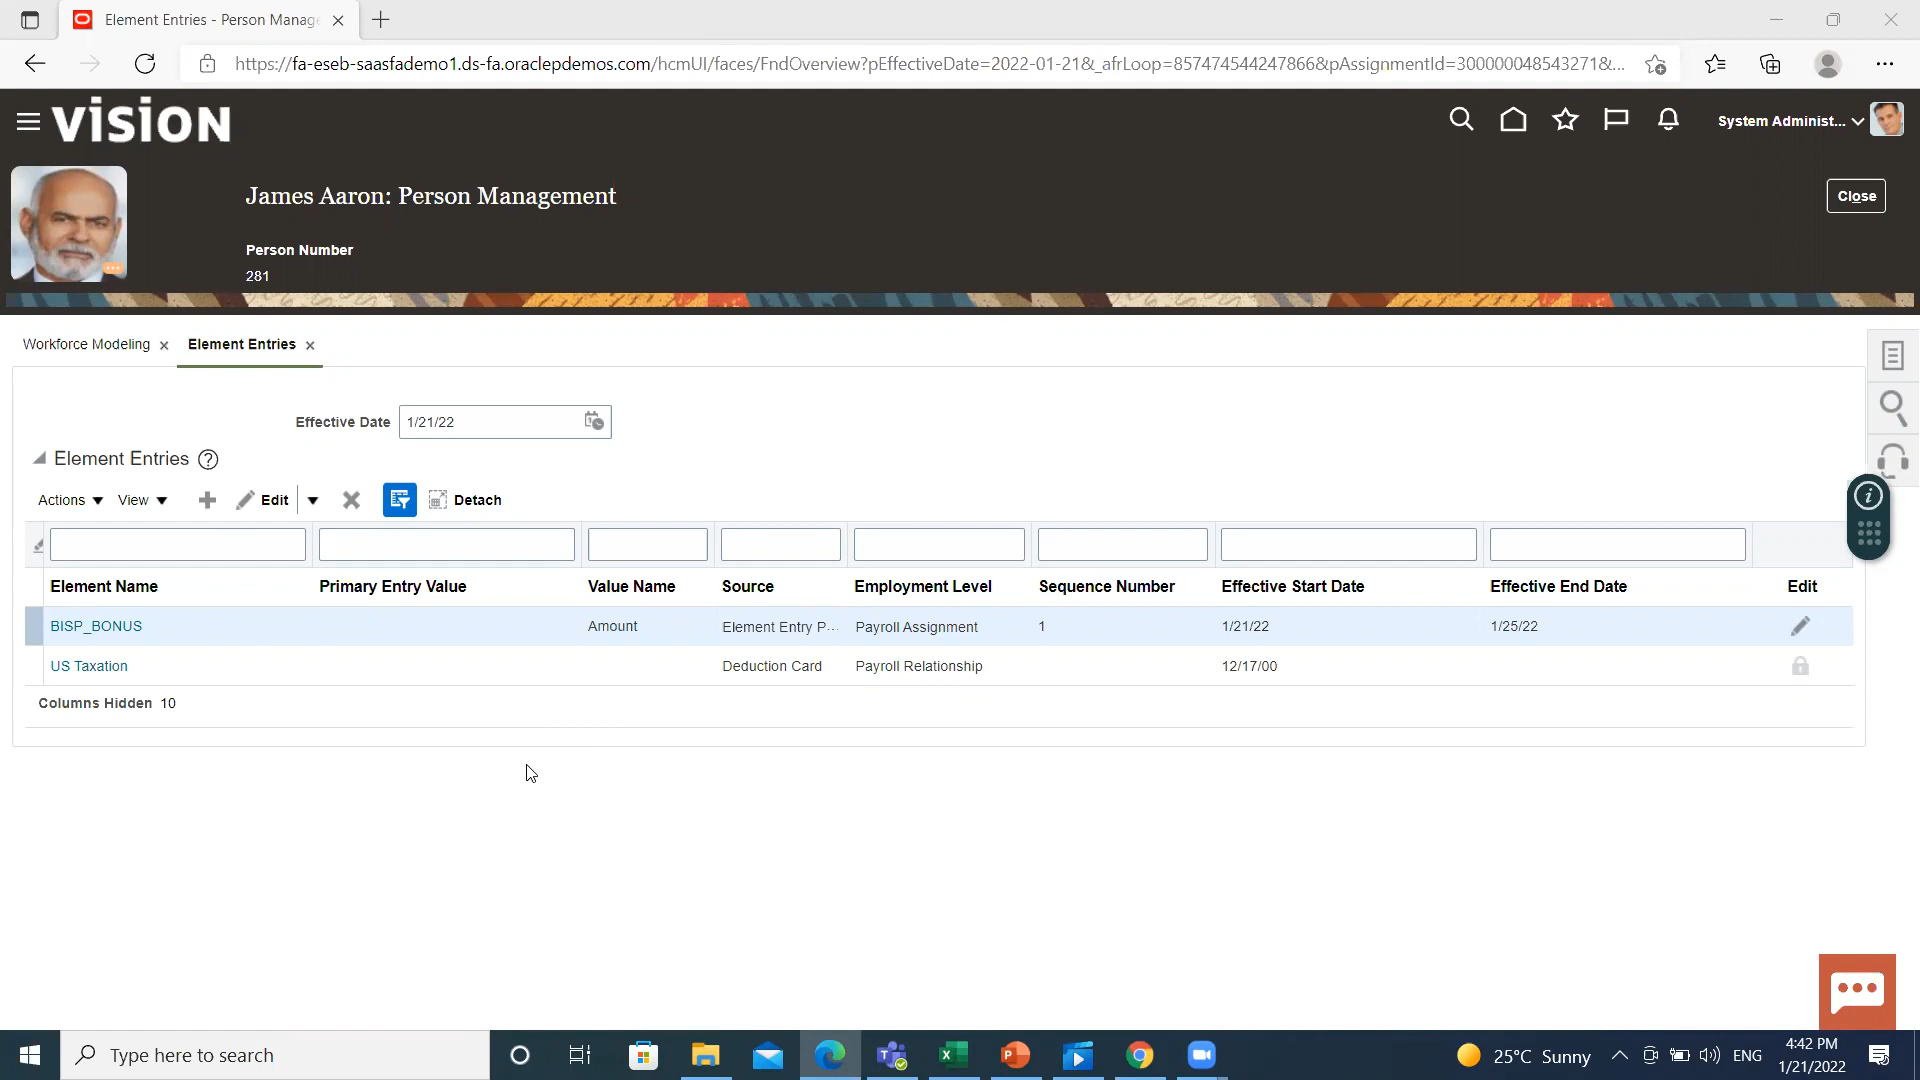 Element Entries - Person Manag
https://fa-eseb-saasfademo1.ds-fa.oraclepdemos.com/hcmUI/faces/FndOverview?pEffectiveDate=2022-01-21&_afrLoop=857474544247866&pAssignmentId=300000048543271&...
vision
System Administ...
James Aaron: Person Management
Close
Person Number
281
Workforce Modeling
Element Entries
Effective Date 1/21/22
Element Entries
Actions View Edit Detach
Element Name Primary Entry Value Value Name Source Employment Level Sequence Number Effective Start Date Effective End Date Edit
BISP_BONUS Amount Element Entry P... Payroll Assignment 1 1/21/22 1/25/22
US Taxation Deduction Card Payroll Relationship 12/17/00
Columns Hidden 10
Type here to search
25°C Sunny
ENG
4:42 PM
1/21/2022